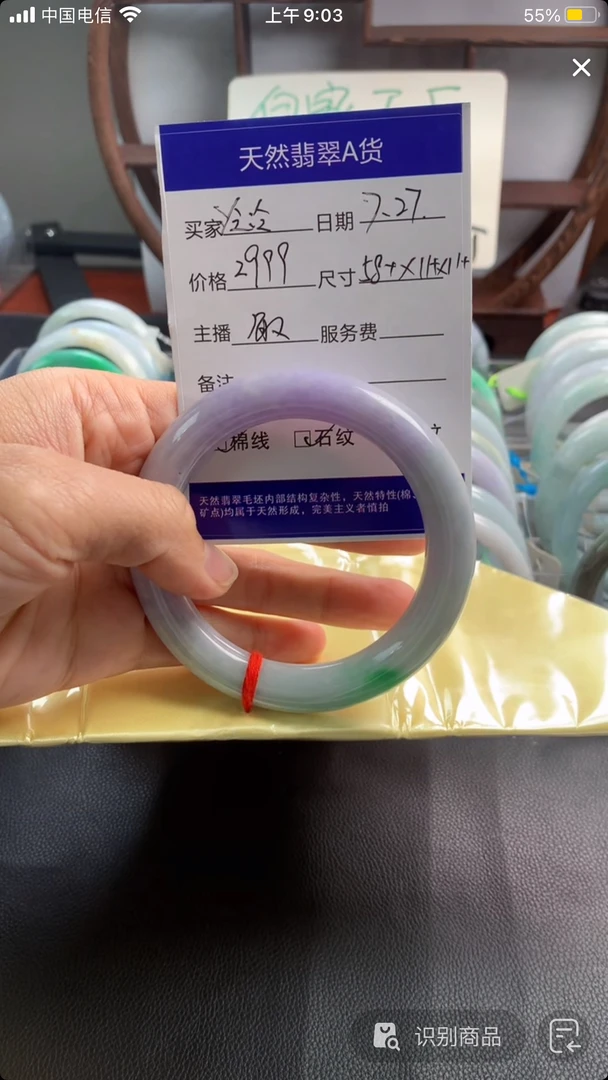 中国电信 上午9:03 55%
天然翡翠A货
买家 日期 7.27.
价格 2999 尺寸 58+×11+×11+
主播 服务费
备注
棉线 石纹
天然翡翠毛坯内部结构复杂性，天然特性(棉、
矿点)均属于天然形成，完美主义者慎拍
识别商品